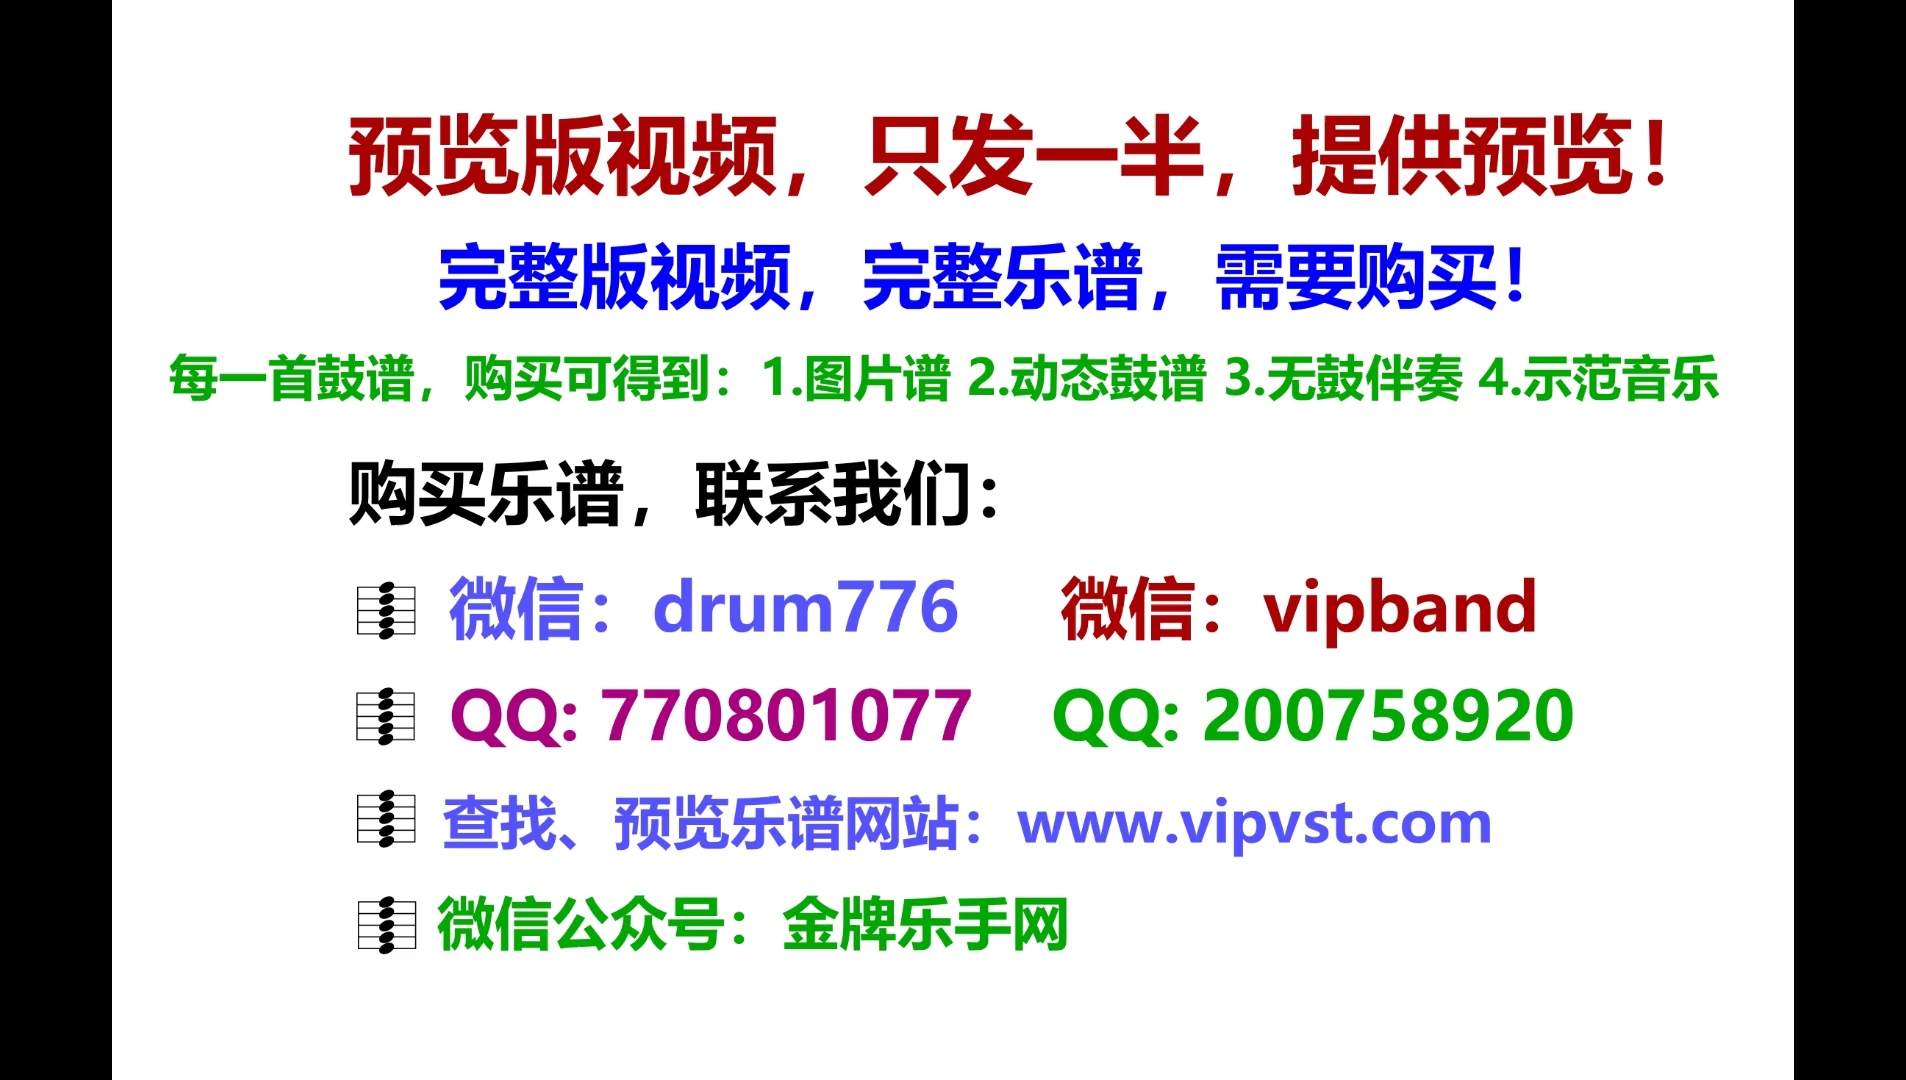 预览版视频，只发一半，提供预览！
完整版视频，完整乐谱，需要购买！
每一首鼓谱，购买可得到：1.图片谱 2.动态鼓谱 3.无鼓伴奏 4.示范音乐
购买乐谱，联系我们：
微信：drum776 微信：vipband
QQ: 770801077 QQ: 200758920
查找、预览乐谱网站：www.vipvst.com
微信公众号：金牌乐手网